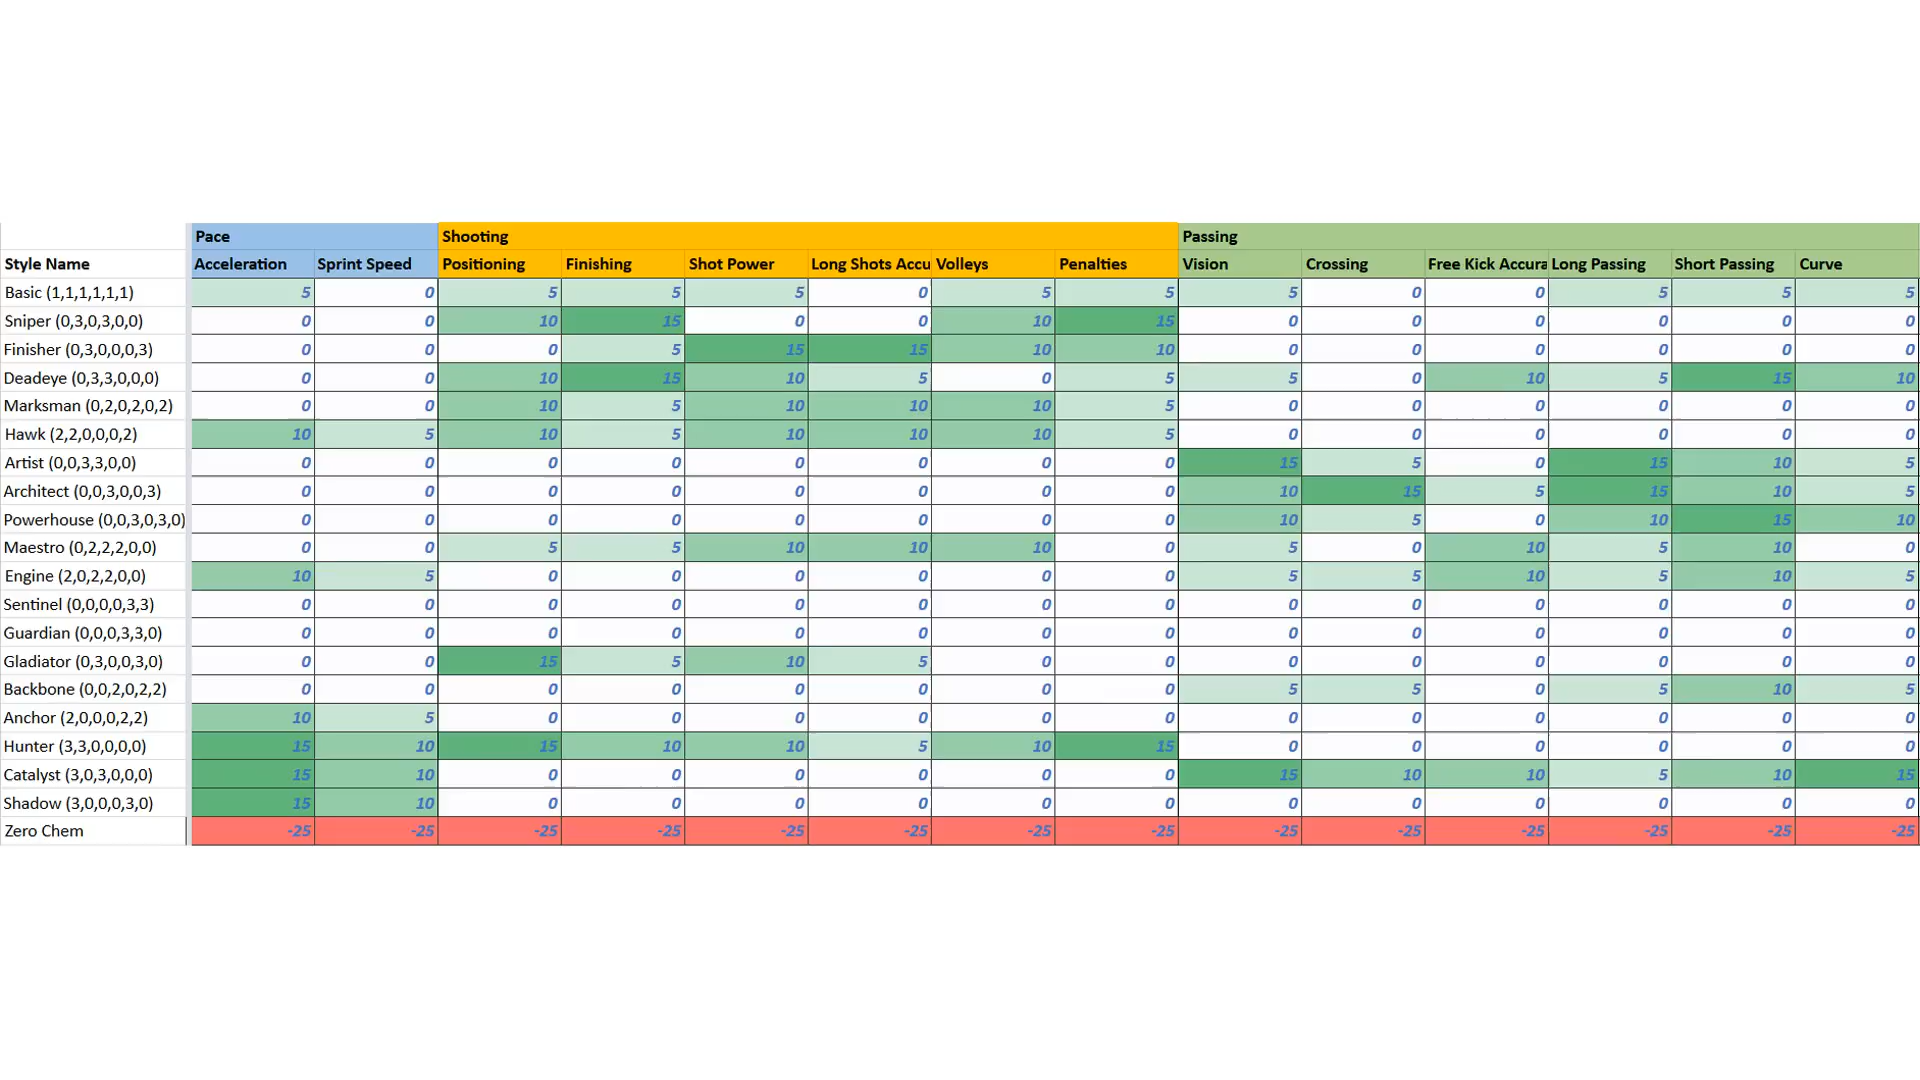 Pace Shooting Passing
Style Name Acceleration Sprint Speed Positioning Finishing Shot Power Long Shots Accu Volleys Penalties Vision Crossing Free Kick Accura Long Passing Short Passing Curve
Basic (1,1,1,1,1,1) 5 0 5 5 5 0 5 5 5 0 0 5 5 5
Sniper (0,3,0,3,0,0) 0 0 10 15 0 0 10 15 0 0 0 0 0 0
Finisher (0,3,0,0,0,3) 0 0 0 5 15 15 10 10 0 0 0 0 0 0
Deadeye (0,3,3,0,0,0) 0 0 10 15 10 5 0 5 5 0 10 5 15 10
Marksman (0,2,0,2,0,2) 0 0 10 5 10 10 10 5 0 0 0 0 0 0
Hawk (2,2,0,0,0,2) 10 5 10 5 10 10 10 5 0 0 0 0 0 0
Artist (0,0,3,3,0,0) 0 0 0 0 0 0 0 0 15 5 0 15 10 5
Architect (0,0,3,0,0,3) 0 0 0 0 0 0 0 0 10 15 5 15 10 5
Powerhouse (0,0,3,0,3,0) 0 0 0 0 0 0 0 0 10 5 0 10 15 10
Maestro (0,2,2,2,0,0) 0 0 5 5 10 10 10 0 5 0 10 5 10 0
Engine (2,0,2,2,0,0) 10 5 0 0 0 0 0 0 5 5 10 5 10 5
Sentinel (0,0,0,0,3,3) 0 0 0 0 0 0 0 0 0 0 0 0 0 0
Guardian (0,0,0,3,3,0) 0 0 0 0 0 0 0 0 0 0 0 0 0 0
Gladiator (0,3,0,0,3,0) 0 0 15 5 10 5 0 0 0 0 0 0 0 0
Backbone (0,0,2,0,2,2) 0 0 0 0 0 0 0 0 5 5 0 5 10 5
Anchor (2,0,0,0,2,2) 10 5 0 0 0 0 0 0 0 0 0 0 0 0
Hunter (3,3,0,0,0,0) 15 10 15 10 10 5 10 15 0 0 0 0 0 0
Catalyst (3,0,3,0,0,0) 15 10 0 0 0 0 0 0 15 10 10 5 10 15
Shadow (3,0,0,0,3,0) 15 10 0 0 0 0 0 0 0 0 0 0 0 0
Zero Chem -25 -25 -25 -25 -25 -25 -25 -25 -25 -25 -25 -25 -25 -25